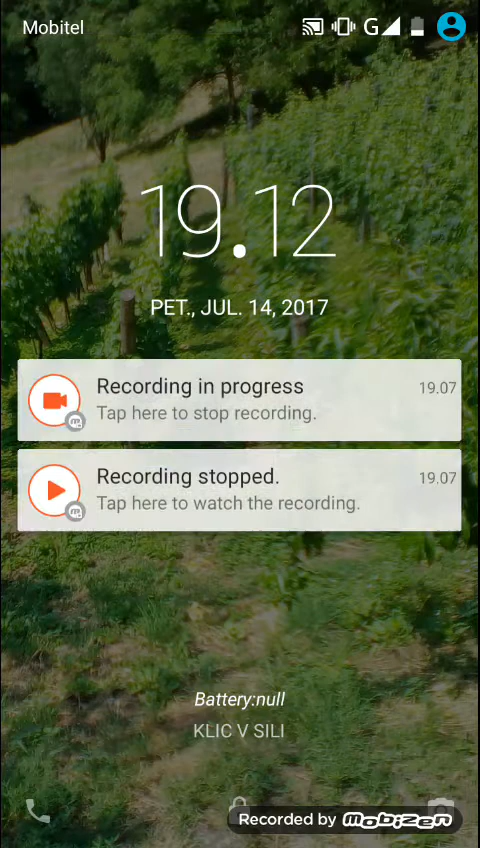 Mobitel
G
19.12
PET., JUL. 14, 2017
Recording in progress
19.07
Tap here to stop recording.
Recording stopped.
19.07
Tap here to watch the recording.
Battery:null
KLIC V SILI
Recorded by mobizen